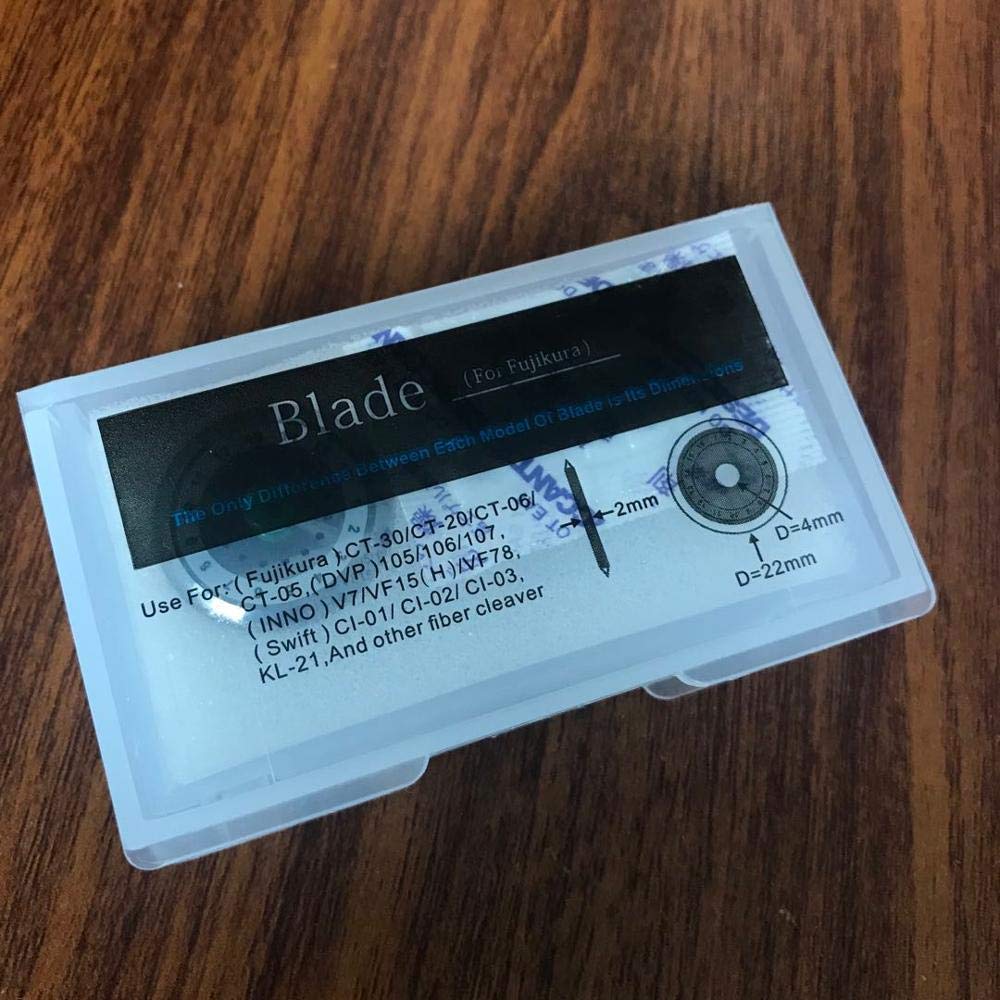 Blade (For Fujikura)
The Only Difference Between Each Model Of Blade Is Its Dimensions
Use For: ( Fujikura ) CT-30/CT-20/CT-06/
CT-05,(DVP )105/106/107,
( INNO ) V7/VF15(H)/VF78,
( Swift ) CI-01/ CI-02/ CI-03,
KL-21,And other fiber cleaver
2mm
D=4mm
D=22mm